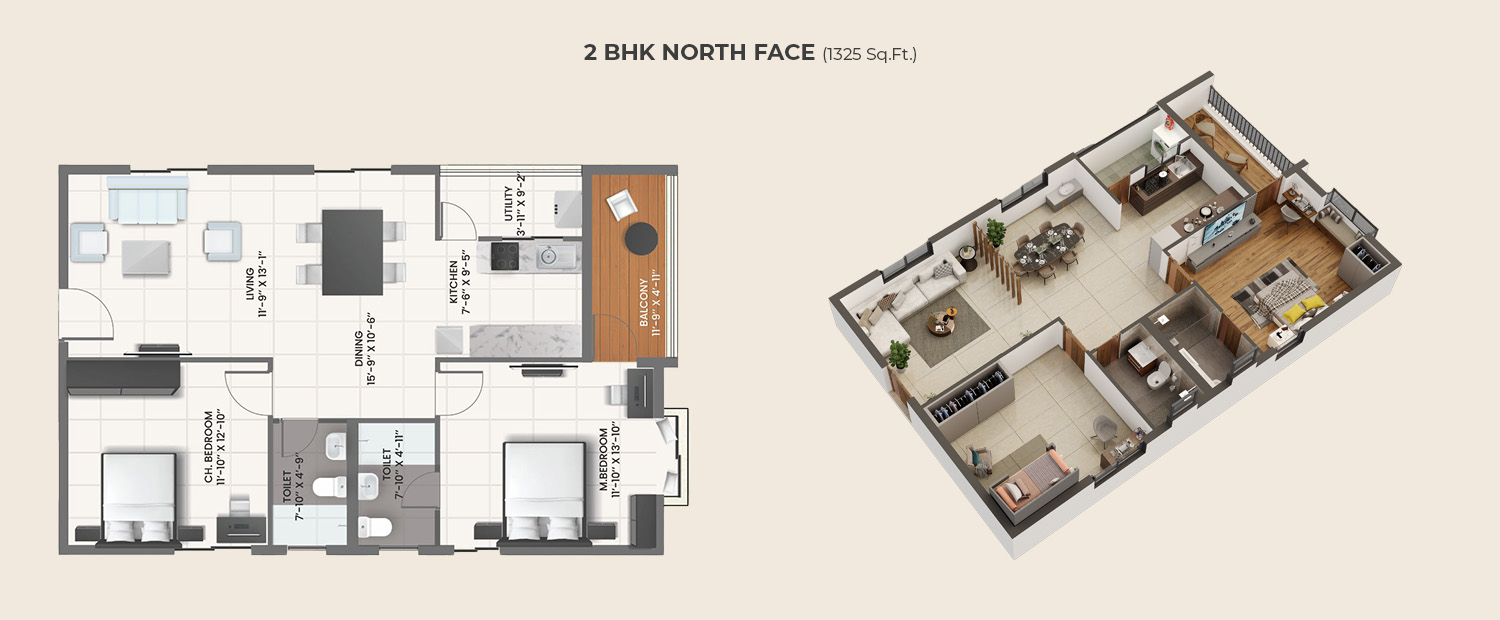 2 BHK NORTH FACE (1325 Sq.Ft.)
LIVING
11'-9" X 13'-1"
DINING
15'-9" X 10'-6"
KITCHEN
7'-6" X 9'-5"
UTILITY
3'-11" X 9'-2"
BALCONY
11'-9" X 4'-11"
CH. BEDROOM
11'-10" X 12'-10"
TOILET
7'-10" X 4'-9"
TOILET
7'-10" X 4'-11"
M.BEDROOM
11'-10" X 13'-10"